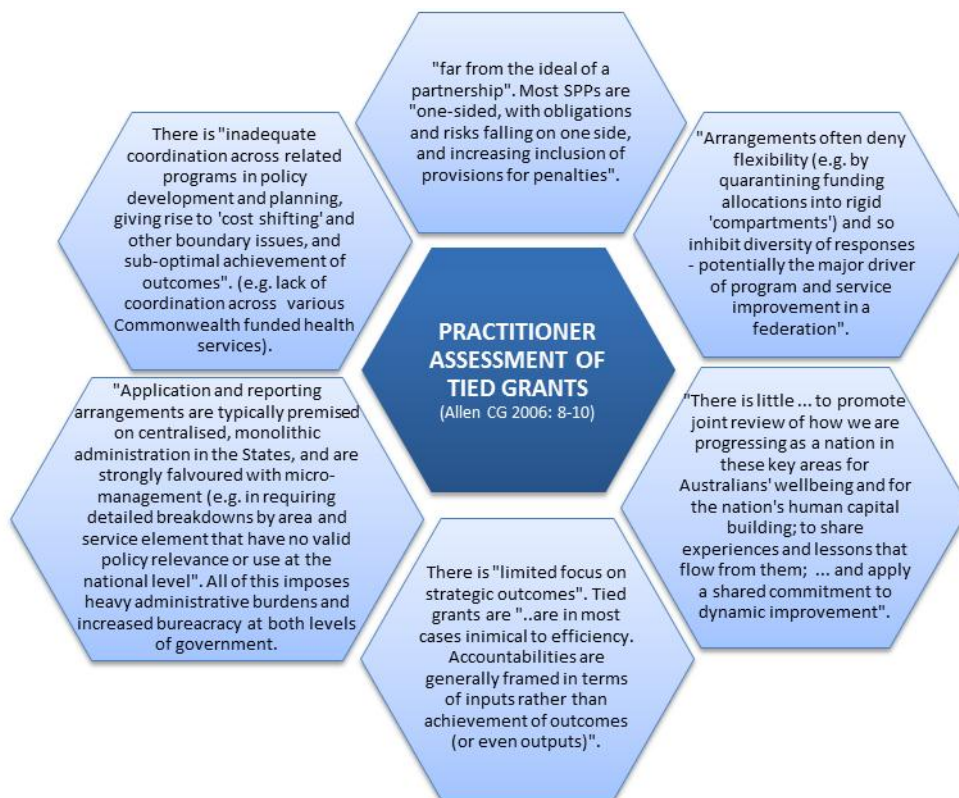 "far from the ideal of a
partnership". Most SPPs are
"one-sided, with obligations
and risks falling on one side,
and increasing inclusion of
provisions for penalties".
"Arrangements often deny
flexibility (e.g. by
quarantining funding
allocations into rigid
'compartments') and so
inhibit diversity of responses
- potentially the major driver
of program and service
improvement in a
federation".
"There is little ... to promote
joint review of how we are
progressing as a nation in
these key areas for
Australians' wellbeing and for
the nation's human capital
building; to share
experiences and lessons that
flow from them; ... and apply
a shared commitment to
dynamic improvement".
There is "limited focus on
strategic outcomes". Tied
grants are "..are in most
cases inimical to efficiency.
Accountabilities are
generally framed in terms
of inputs rather than
achievement of outcomes
(or even outputs)".
"Application and reporting
arrangements are typically premised
on centralised, monolithic
administration in the States, and are
strongly falvoured with micro-
management (e.g. in requiring
detailed breakdowns by area and
service element that have no valid
policy relevance or use at the
national level". All of this imposes
heavy administrative burdens and
increased bureaucracy at both levels
of government.
There is "inadequate
coordination across related
programs in policy
development and planning,
giving rise to 'cost shifting' and
other boundary issues, and
sub-optimal achievement of
outcomes". (e.g. lack of
coordination across various
Commonwealth funded health
services).
PRACTITIONER
ASSESSMENT OF
TIED GRANTS
(Allen CG 2006: 8-10)